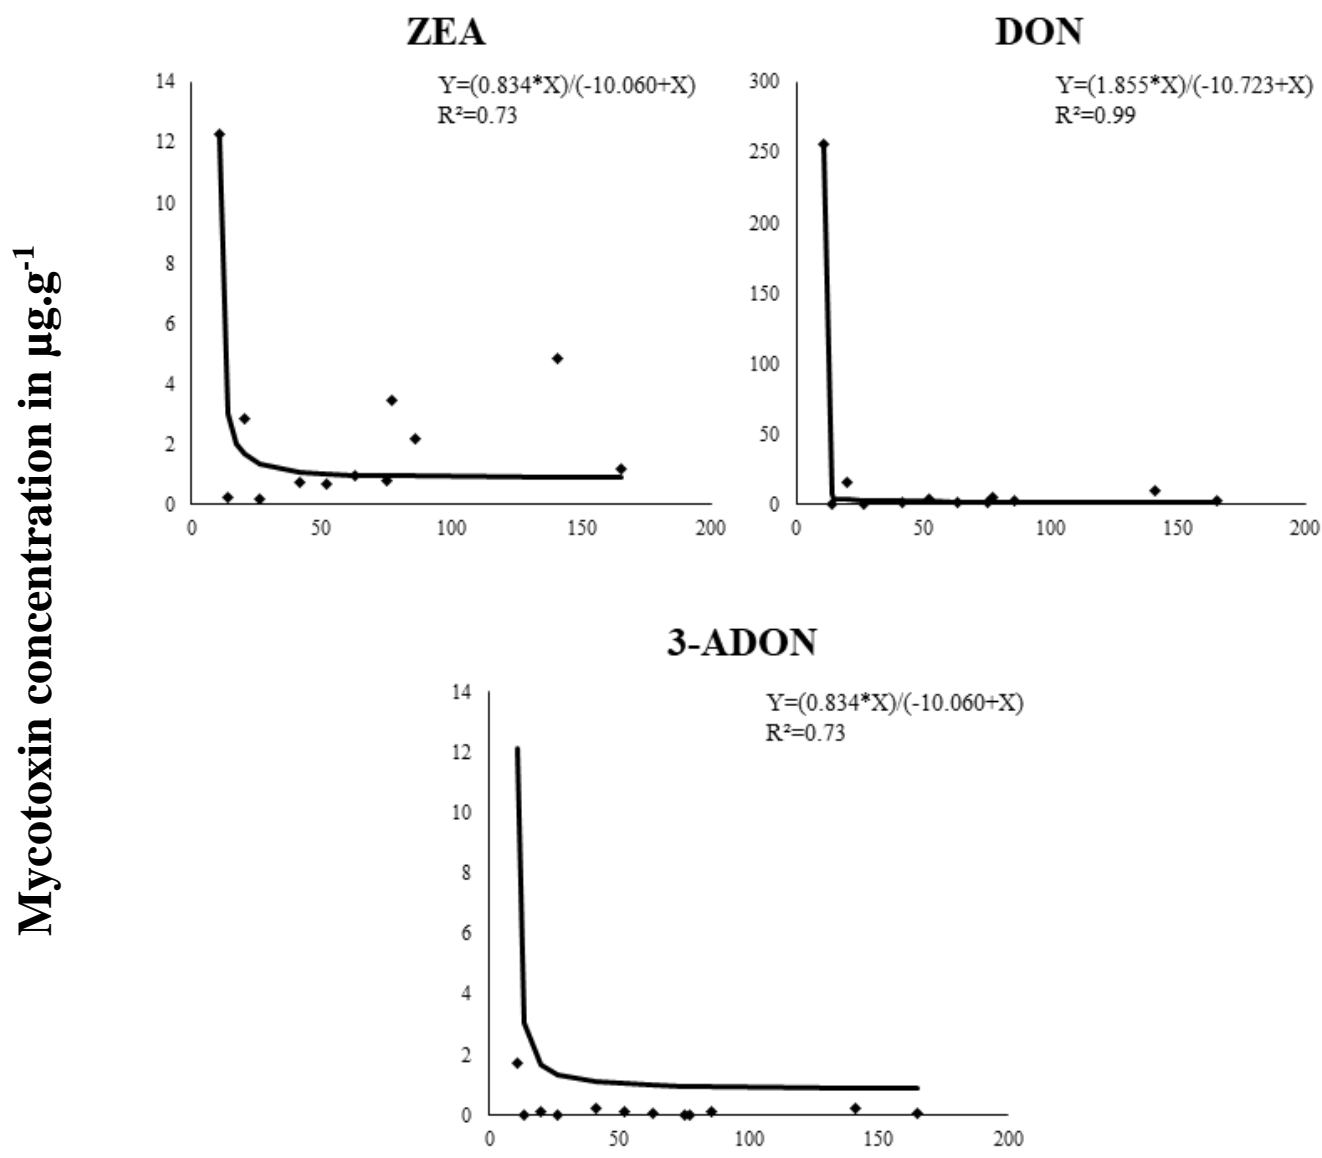 ZEA
Y=(0.834*X)/(-10.060+X)
R²=0.73
14
12
10
8
6
4
2
0
0 50 100 150 200
DON
Y=(1.855*X)/(-10.723+X)
R²=0.99
300
250
200
150
100
50
0
0 50 100 150 200
Mycotoxin concentration in µg.g⁻¹
3-ADON
Y=(0.834*X)/(-10.060+X)
R²=0.73
14
12
10
8
6
4
2
0
0 50 100 150 200